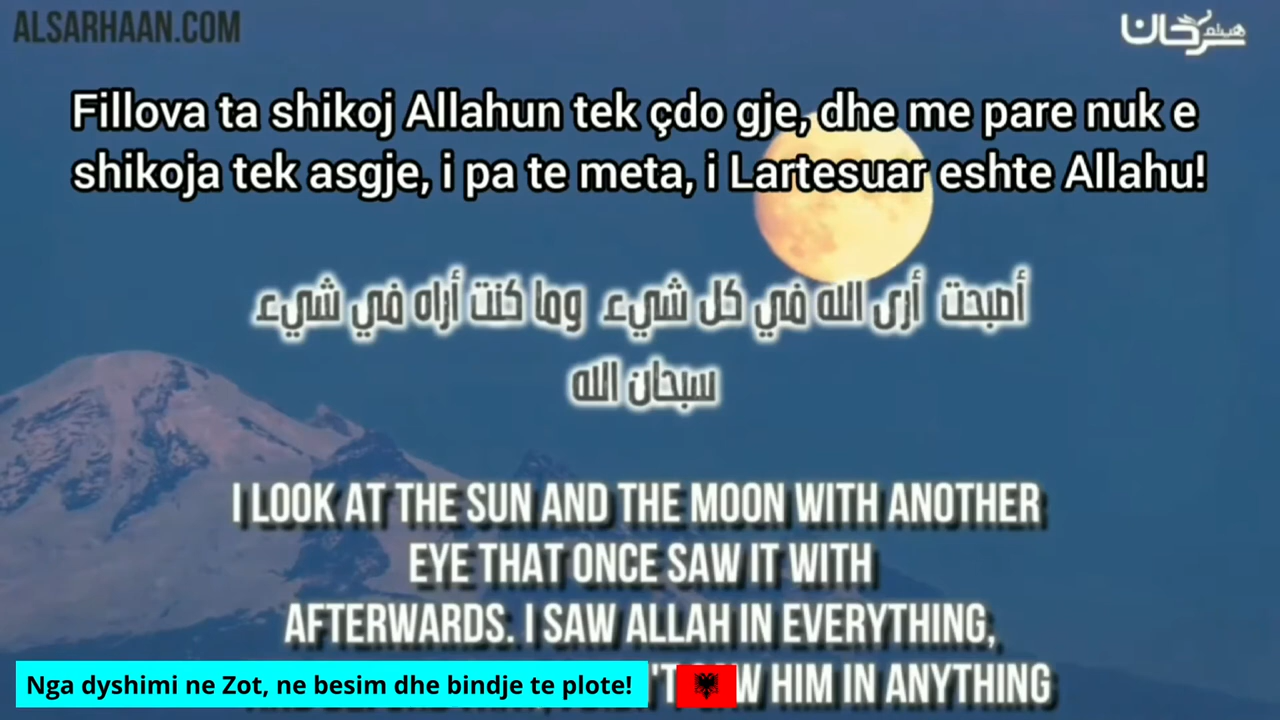 ALSARHAAN.COM
هيثم سرحان
Fillova ta shikoj Allahun tek çdo gje, dhe me pare nuk e
shikoja tek asgje, i pa te meta, i Lartesuar eshte Allahu!
أصبحت أرى الله في كل شيء وما كنت أراه في شيء
سبحان الله
I LOOK AT THE SUN AND THE MOON WITH ANOTHER
EYE THAT ONCE SAW IT WITH
AFTERWARDS. I SAW ALLAH IN EVERYTHING,
W HIM IN ANYTHING
Nga dyshimi ne Zot, ne besim dhe bindje te plote!